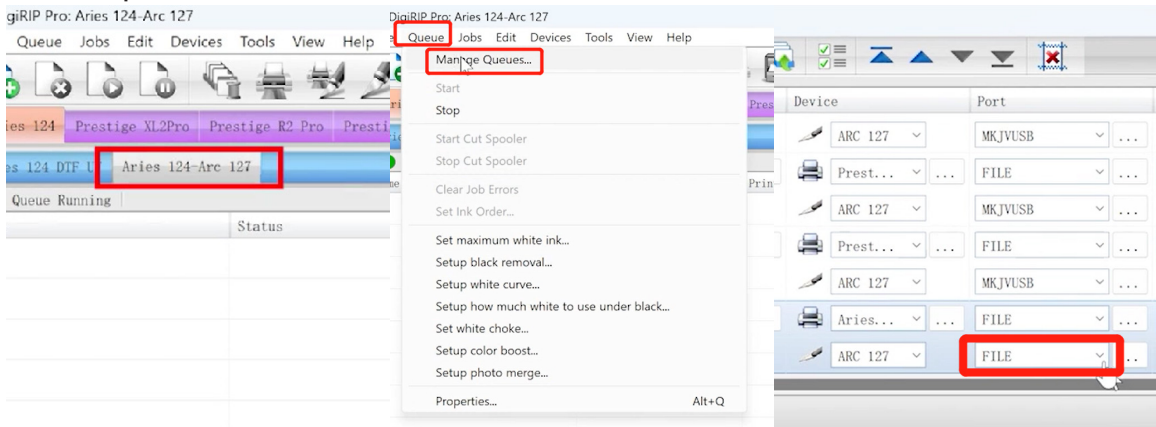 giRIP Pro: Aries 124-Arc 127
Queue Jobs Edit Devices Tools View Help
ies 124 Prestige XL2Pro Prestige R2 Pro Presti
es 124 DTF U Aries 124-Arc 127
Queue Running
Status
DigiRIP Pro: Aries 124-Arc 127
Queue Jobs Edit Devices Tools View Help
Manage Queues...
Start
Stop
Start Cut Spooler
Stop Cut Spooler
Clear Job Errors
Set Ink Order...
Set maximum white ink...
Setup black removal...
Setup white curve...
Setup how much white to use under black...
Set white choke...
Setup color boost...
Setup photo merge...
Properties... Alt+Q
Pres
Prin
Device Port
ARC 127 MKJVUSB ...
Prest... ... FILE ...
ARC 127 MKJVUSB ...
Prest... ... FILE ...
ARC 127 MKJVUSB ...
Aries... ... FILE ...
ARC 127 FILE ..